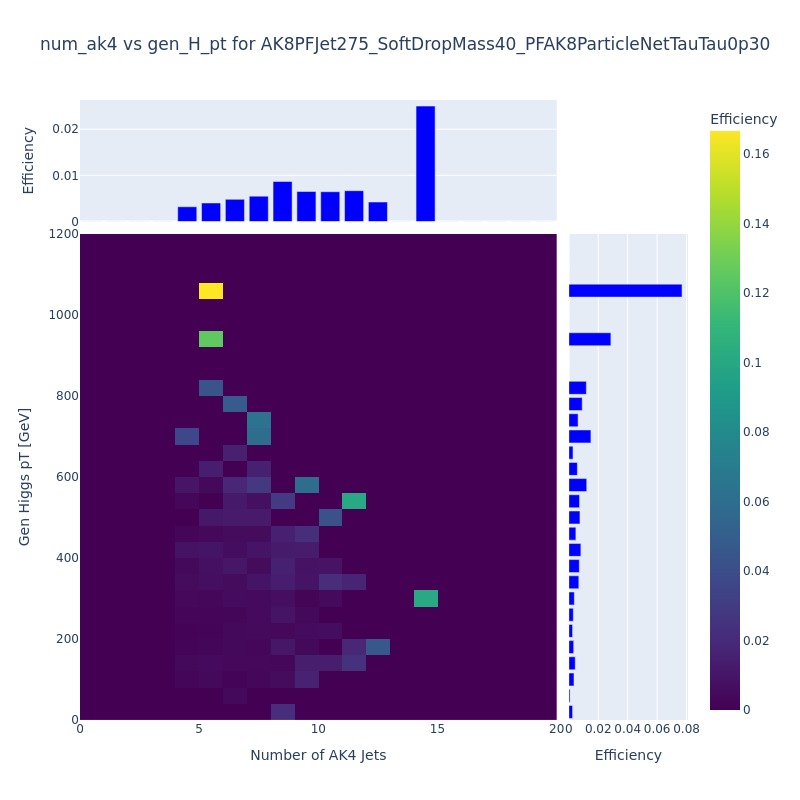 num_ak4 vs gen_H_pt for AK8PFJet275_SoftDropMass40_PFAK8ParticleNetTauTau0p30
Efficiency
0.02
0.01
0
Efficiency
0.16
0.14
0.12
0.1
0.08
0.06
0.04
0.02
0
Gen Higgs pT [GeV]
1200
1000
800
600
400
200
0
0 5 10 15 20
Number of AK4 Jets
0 0.02 0.04 0.06 0.08
Efficiency